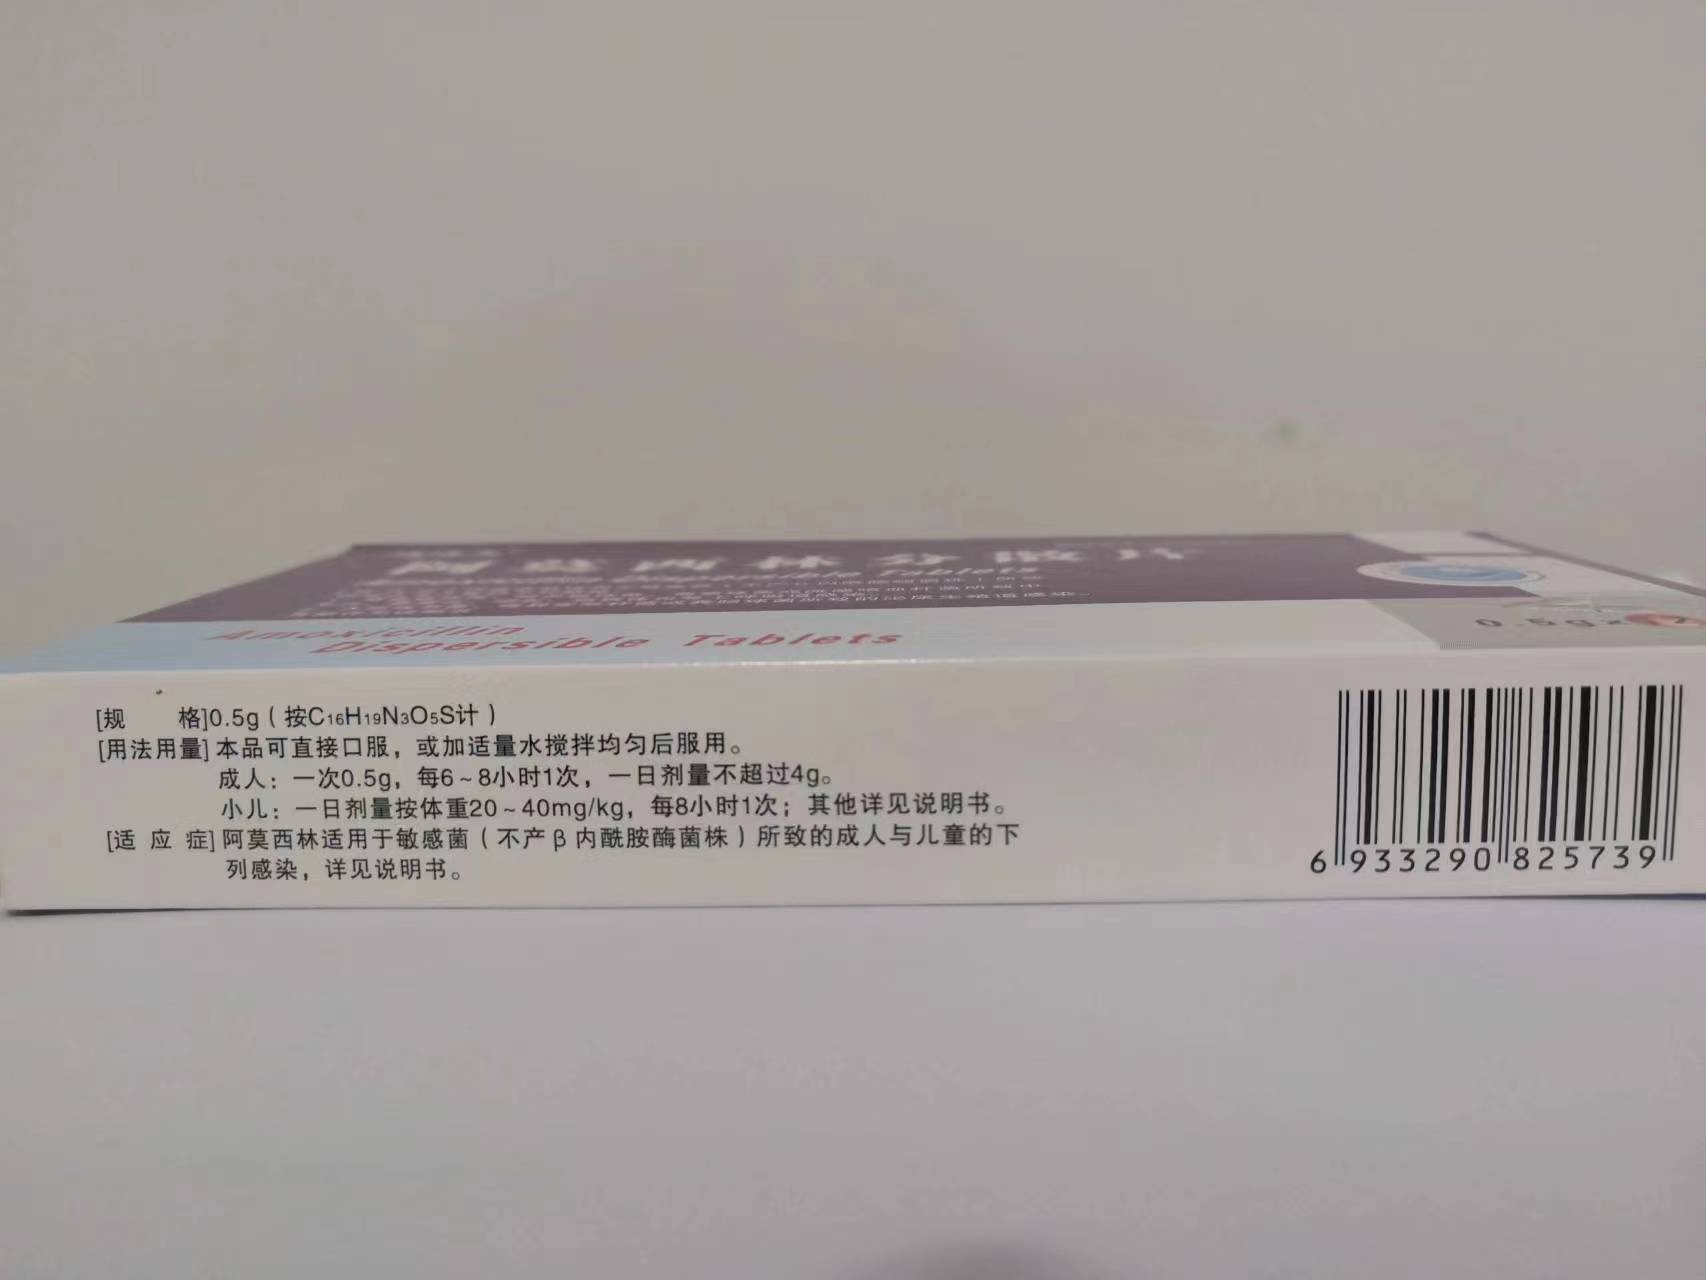 阿莫西林分散片
Amoxicillin
Dispersible Tablets
0.5g×
[规 格]0.5g(按C₁₆H₁₉N₃O₅S计)
[用法用量]本品可直接口服，或加适量水搅拌均匀后服用。
成人：一次0.5g，每6~8小时1次，一日剂量不超过4g。
小儿：一日剂量按体重20~40mg/kg，每8小时1次；其他详见说明书。
[适 应 症]阿莫西林适用于敏感菌(不产β内酰胺酶菌株)所致的成人与儿童的下
列感染，详见说明书。
6 933290 825739